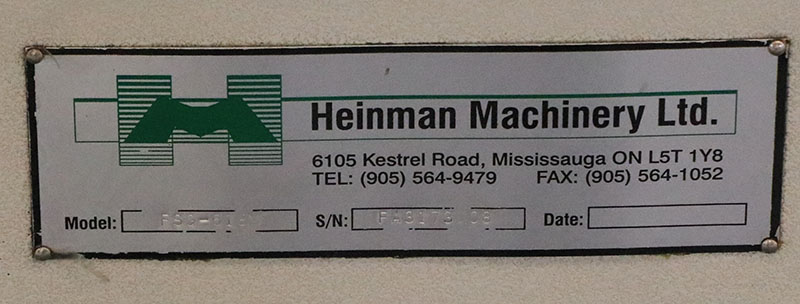 Heinman Machinery Ltd.
6105 Kestrel Road, Mississauga ON L5T 1Y8
TEL: (905) 564-9479 FAX: (905) 564-1052
Model: S/N: Date: